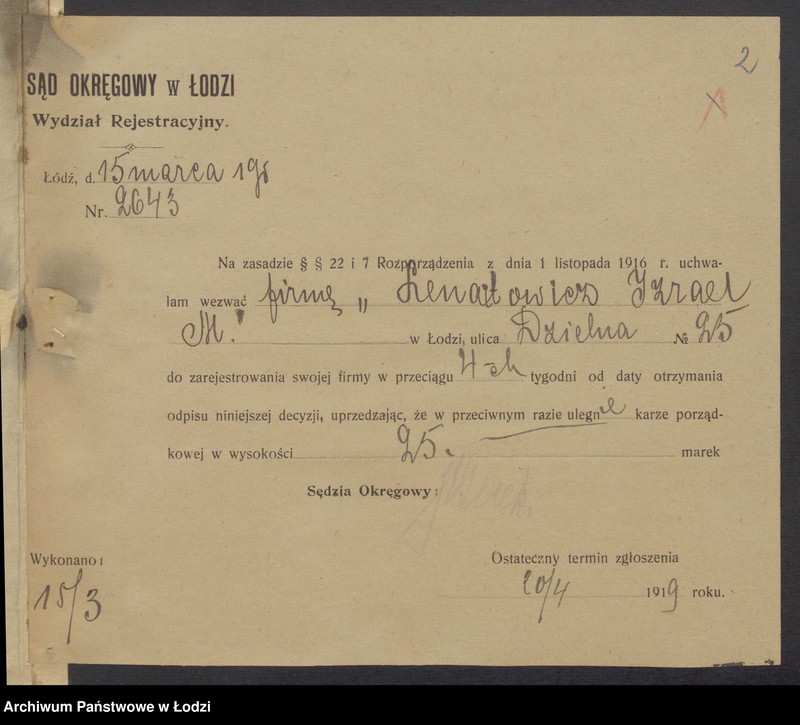 2
SĄD OKRĘGOWY w ŁODZI
Wydział Rejestracyjny.
Łódź, d. 15 marca 19
Nr. 2643
Na zasadzie § § 22 i 7 Rozporządzenia z dnia 1 listopada 1916 r. uchwa-
lam wezwać firmę „ Lenartowicz Izrael
M. w Łodzi, ulica Dzielna № 25
do zarejestrowania swojej firmy w przeciągu 4-ch tygodni od daty otrzymania
odpisu niniejszej decyzji, uprzedzając, że w przeciwnym razie ulegnie karze porząd-
kowej w wysokości 25. marek
Sędzia Okręgowy:
Wykonano: Ostateczny termin zgłoszenia
15/3 20/4 1919 roku.
Archiwum Państwowe w Łodzi